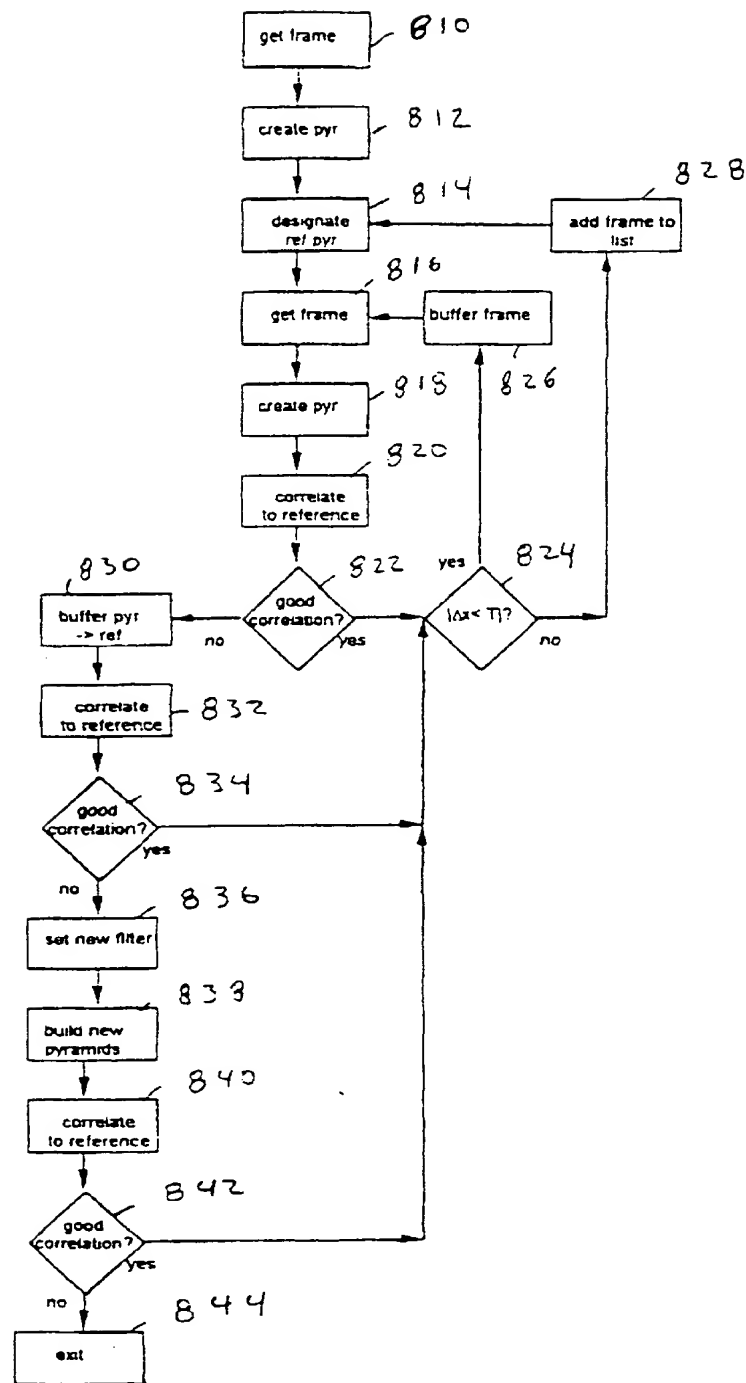 get frame
810
create pyr
812
designate
ref pyr
814
add frame to
list
828
get frame
816
buffer frame
826
create pyr
818
correlate
to reference
820
good
correlation?
822
no
yes
|Δx< T|?
824
yes
no
buffer pyr
-> ref
830
correlate
to reference
832
good
correlation?
834
yes
no
set new filter
836
build new
pyramids
838
correlate
to reference
840
good
correlation?
842
yes
no
exit
844